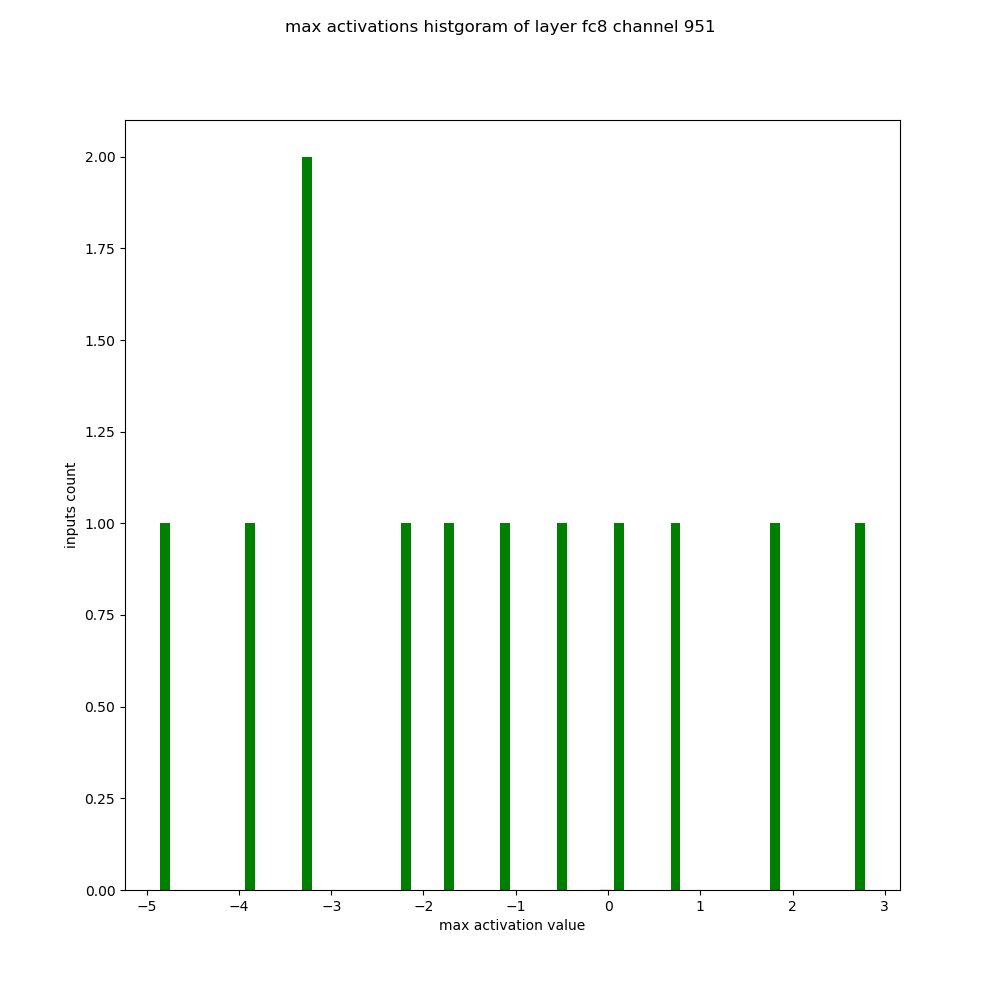 max activations histgoram of layer fc8 channel 951
2.00
1.75
1.50
1.25
1.00
0.75
0.50
0.25
0.00
inputs count
−5 −4 −3 −2 −1 0 1 2 3
max activation value